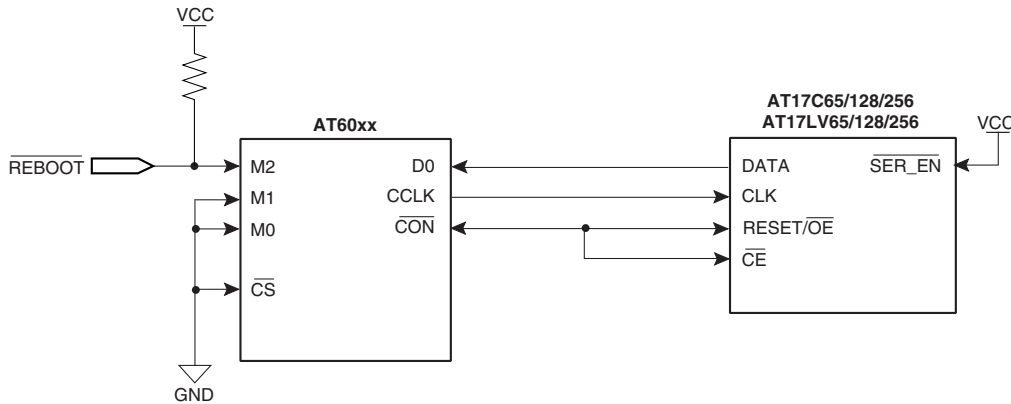 VCC
AT17C65/128/256
AT17LV65/128/256
VCC
AT60xx
REBOOT
M2
D0
DATA
SER_EN
M1
CCLK
CLK
M0
CON
RESET/OE
CE
CS
GND